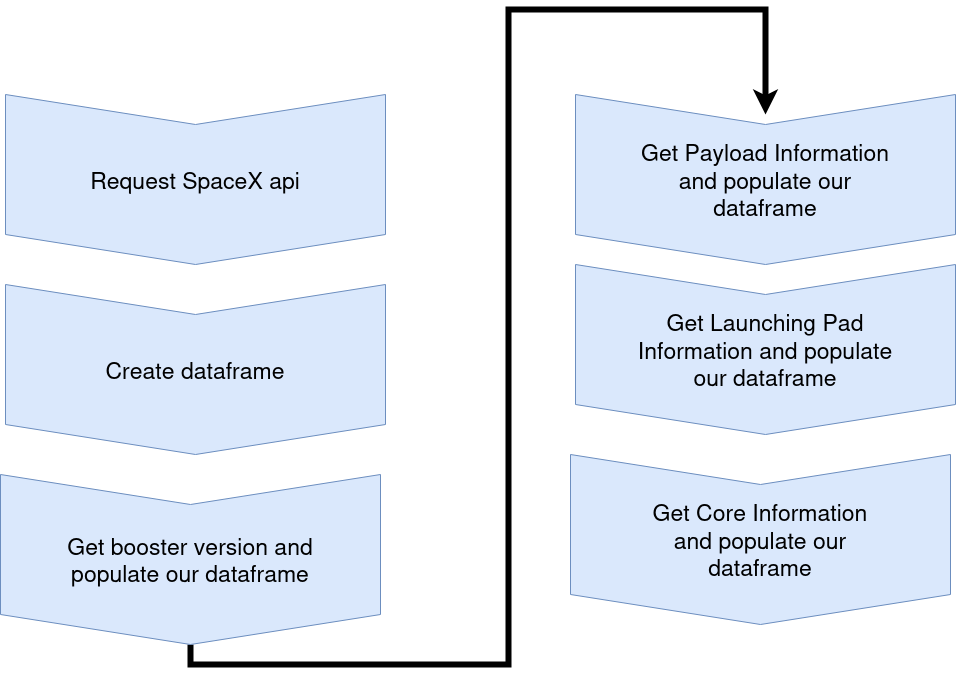 Request SpaceX api
Create dataframe
Get booster version and
populate our dataframe
Get Payload Information
and populate our
dataframe
Get Launching Pad
Information and populate
our dataframe
Get Core Information
and populate our
dataframe